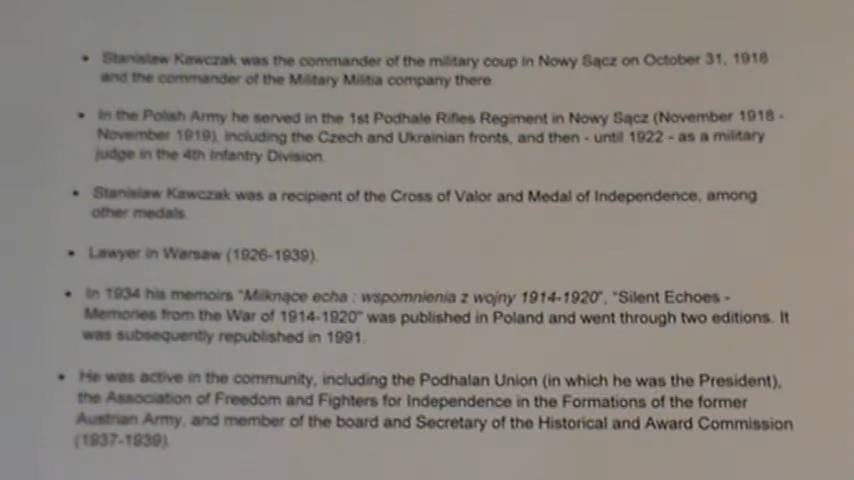 • Stanislaw Kawczak was the commander of the military coup in Nowy Sącz on October 31, 1918
and the commander of the Military Militia company there.
• In the Polish Army he served in the 1st Podhale Rifles Regiment in Nowy Sącz (November 1918 -
November 1919), including the Czech and Ukrainian fronts, and then - until 1922 - as a military
judge in the 4th Infantry Division.
• Stanislaw Kawczak was a recipient of the Cross of Valor and Medal of Independence, among
other medals.
• Lawyer in Warsaw (1926-1939).
• In 1934 his memoirs "Milknące echa : wspomnienia z wojny 1914-1920", "Silent Echoes -
Memories from the War of 1914-1920" was published in Poland and went through two editions. It
was subsequently republished in 1991.
• He was active in the community, including the Podhalan Union (in which he was the President),
the Association of Freedom and Fighters for Independence in the Formations of the former
Austrian Army, and member of the board and Secretary of the Historical and Award Commission
(1937-1939).